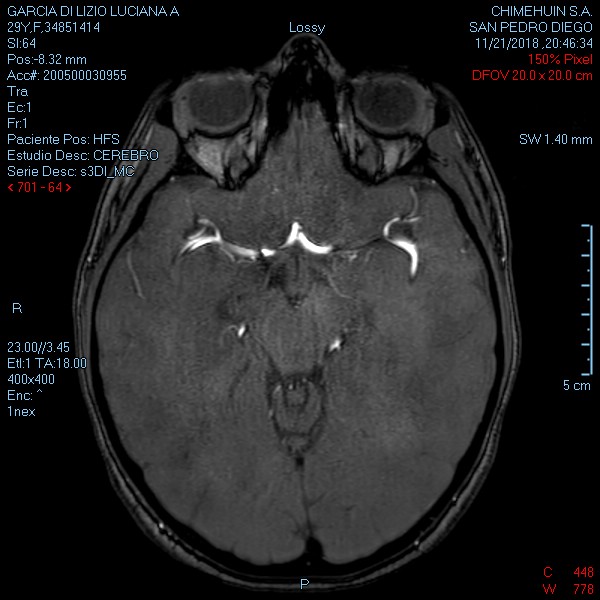 GARCIA DI LIZIO LUCIANA A
29Y,F,34851414
Sl:64
Pos:-8.32 mm
Acc#: 200500030955
Tra
Ec:1
Fr:1
Paciente Pos: HFS
Estudio Desc: CEREBRO
Serie Desc: s3DI_MC
< 701 - 64 >
Lossy
CHIMEHUIN S.A.
SAN PEDRO DIEGO
11/21/2018 ,20:46:34
150% Pixel
DFOV 20.0 x 20.0 cm
SW 1.40 mm
R
23.00//3.45
Etl:1 TA:18.00
400x400
Enc: ^
1nex
5 cm
P
C 448
W 778